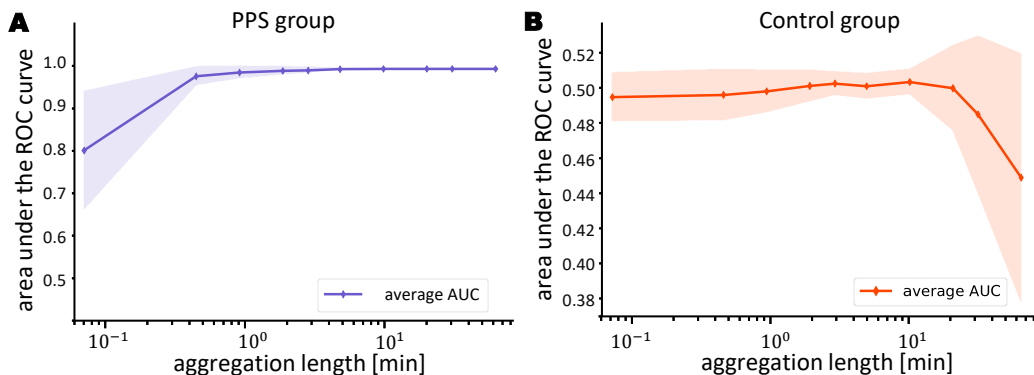 A
PPS group
area under the ROC curve
1.0
0.9
0.8
0.7
0.6
0.5
average AUC
10⁻¹
10⁰
10¹
aggregation length [min]
B
Control group
area under the ROC curve
0.52
0.50
0.48
0.46
0.44
0.42
0.40
0.38
average AUC
10⁻¹
10⁰
10¹
aggregation length [min]